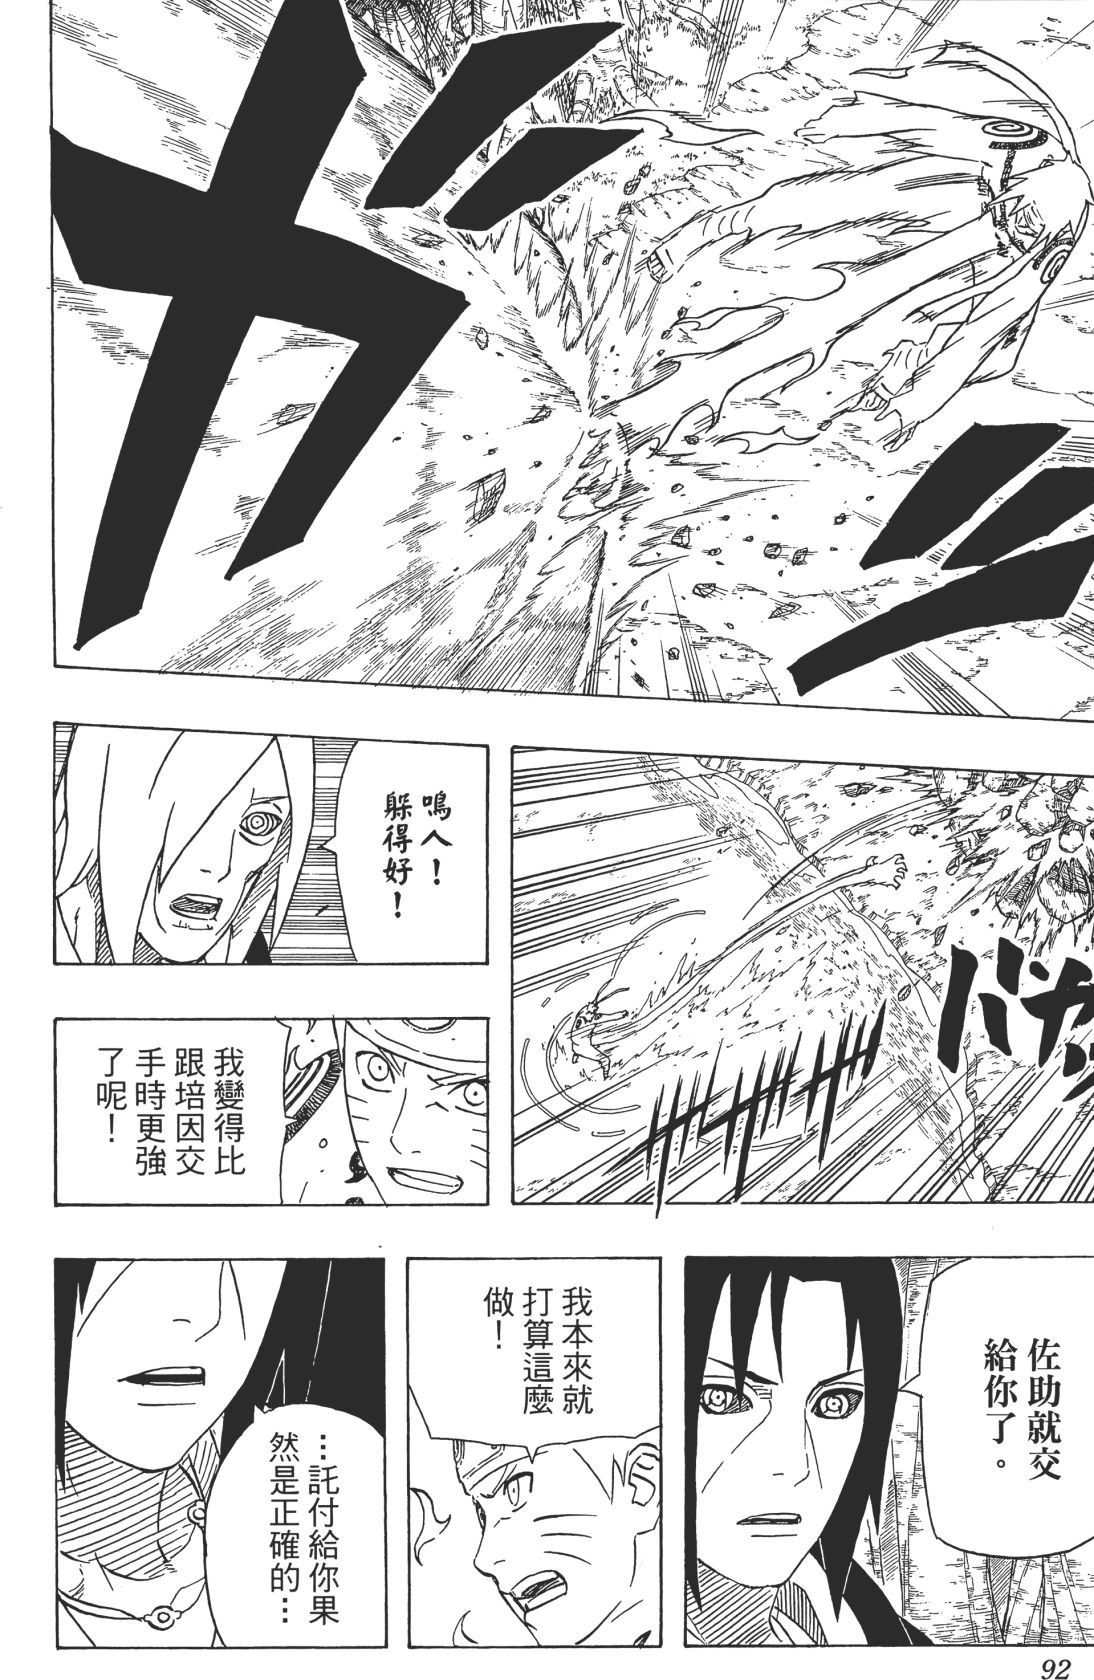 ガガガ
鳴人！
躲得好！
我變得比
跟培因交
手時更強
了呢！
佐助就交
給你了。
我本來就
打算這麼
做！
…託付給你果
然是正確的…
92